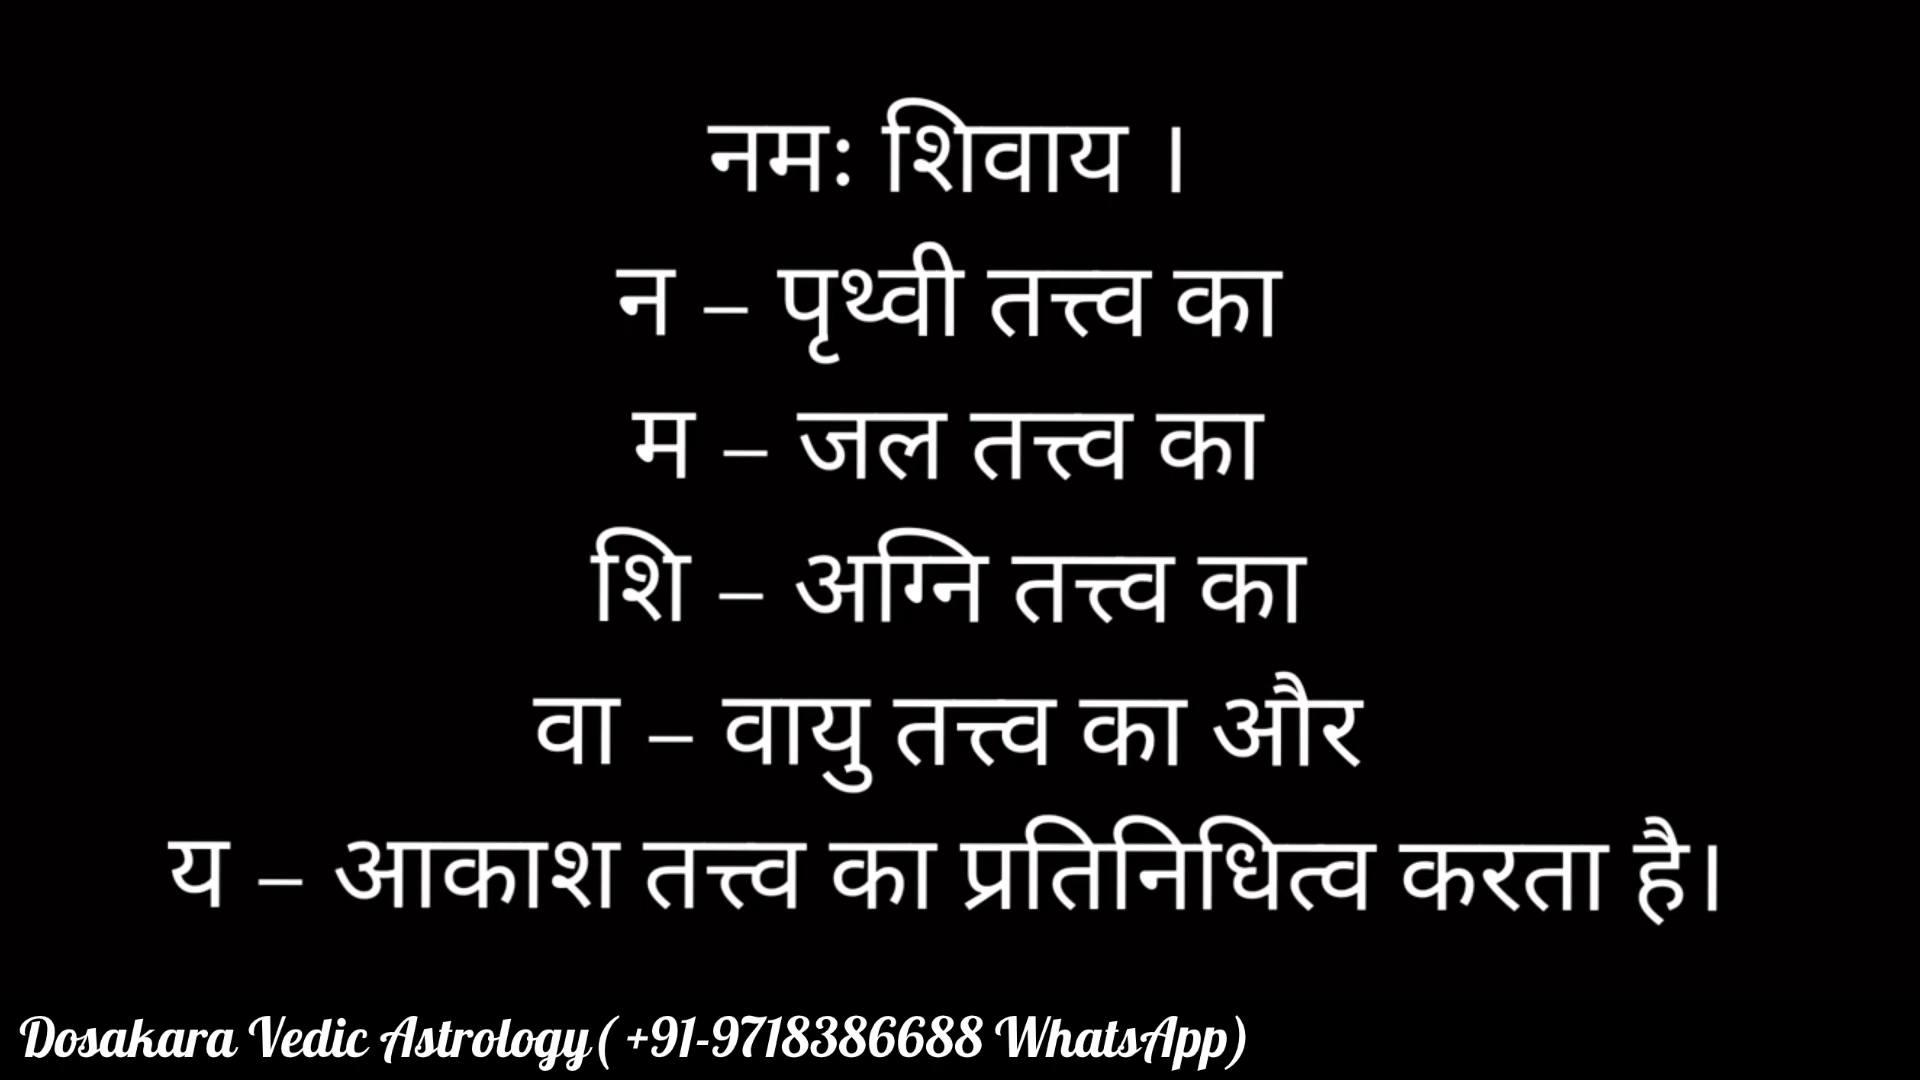 नमः शिवाय ।
न – पृथ्वी तत्त्व का
म – जल तत्त्व का
शि – अग्नि तत्त्व का
वा – वायु तत्त्व का और
य – आकाश तत्त्व का प्रतिनिधित्व करता है।
Dosakara Vedic Astrology( +91-9718386688 WhatsApp)